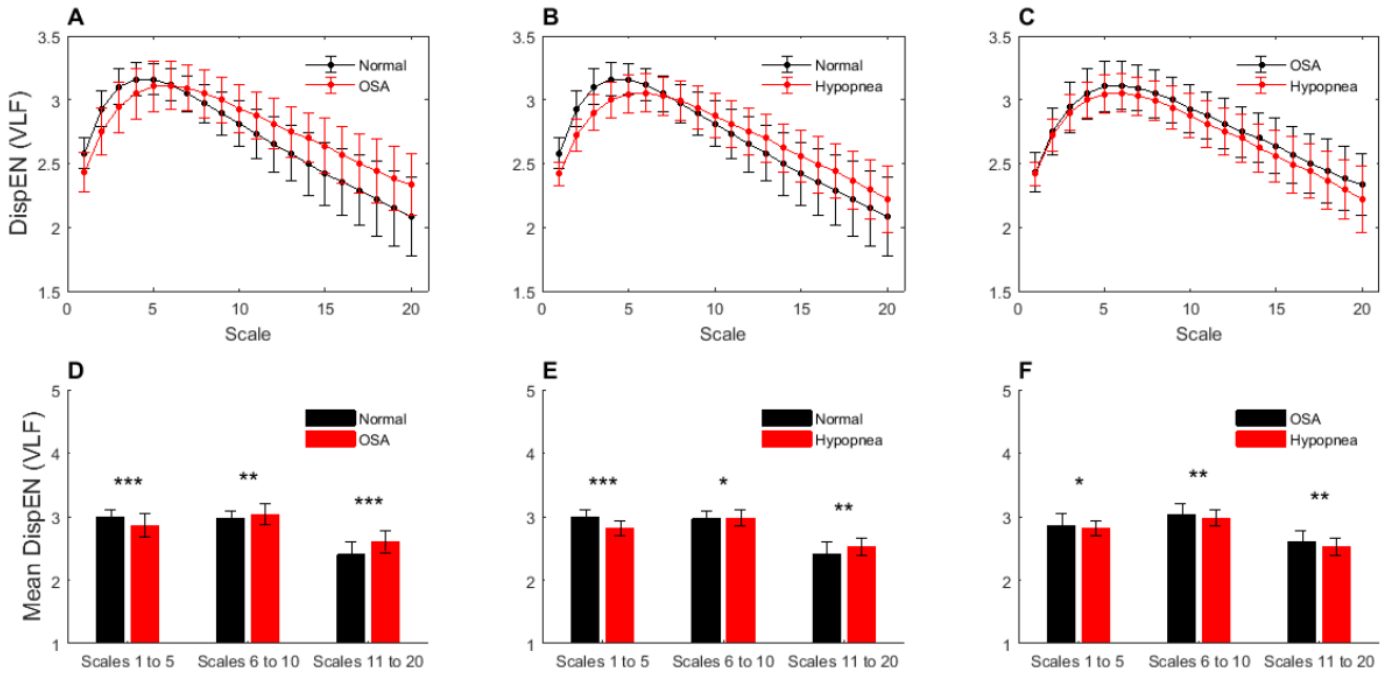 A
B
C
DispEN (VLF)
3.5
3
2.5
2
1.5
Normal
OSA
0
5
10
15
20
Scale
3.5
3
2.5
2
1.5
Normal
Hypopnea
0
5
10
15
20
Scale
3.5
3
2.5
2
1.5
OSA
Hypopnea
0
5
10
15
20
Scale
D
E
F
Mean DispEN (VLF)
5
4
3
2
1
Normal
OSA
***
**
***
Scales 1 to 5
Scales 6 to 10
Scales 11 to 20
5
4
3
2
1
Normal
Hypopnea
***
*
**
Scales 1 to 5
Scales 6 to 10
Scales 11 to 20
5
4
3
2
1
OSA
Hypopnea
*
**
**
Scales 1 to 5
Scales 6 to 10
Scales 11 to 20